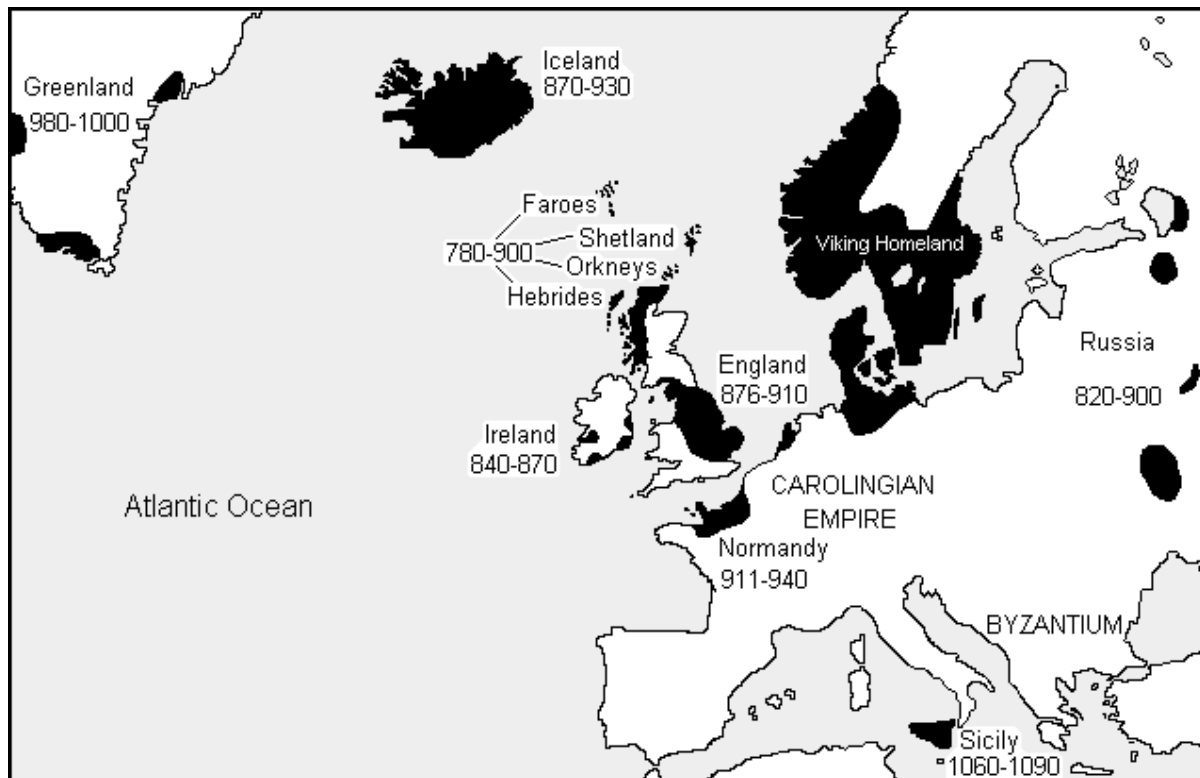 Greenland
980-1000
Iceland
870-930
Faroes
Shetland
780-900
Orkneys
Hebrides
Viking Homeland
England
876-910
Russia
820-900
Ireland
840-870
Atlantic Ocean
CAROLINGIAN
EMPIRE
Normandy
911-940
BYZANTIUM
Sicily
1060-1090